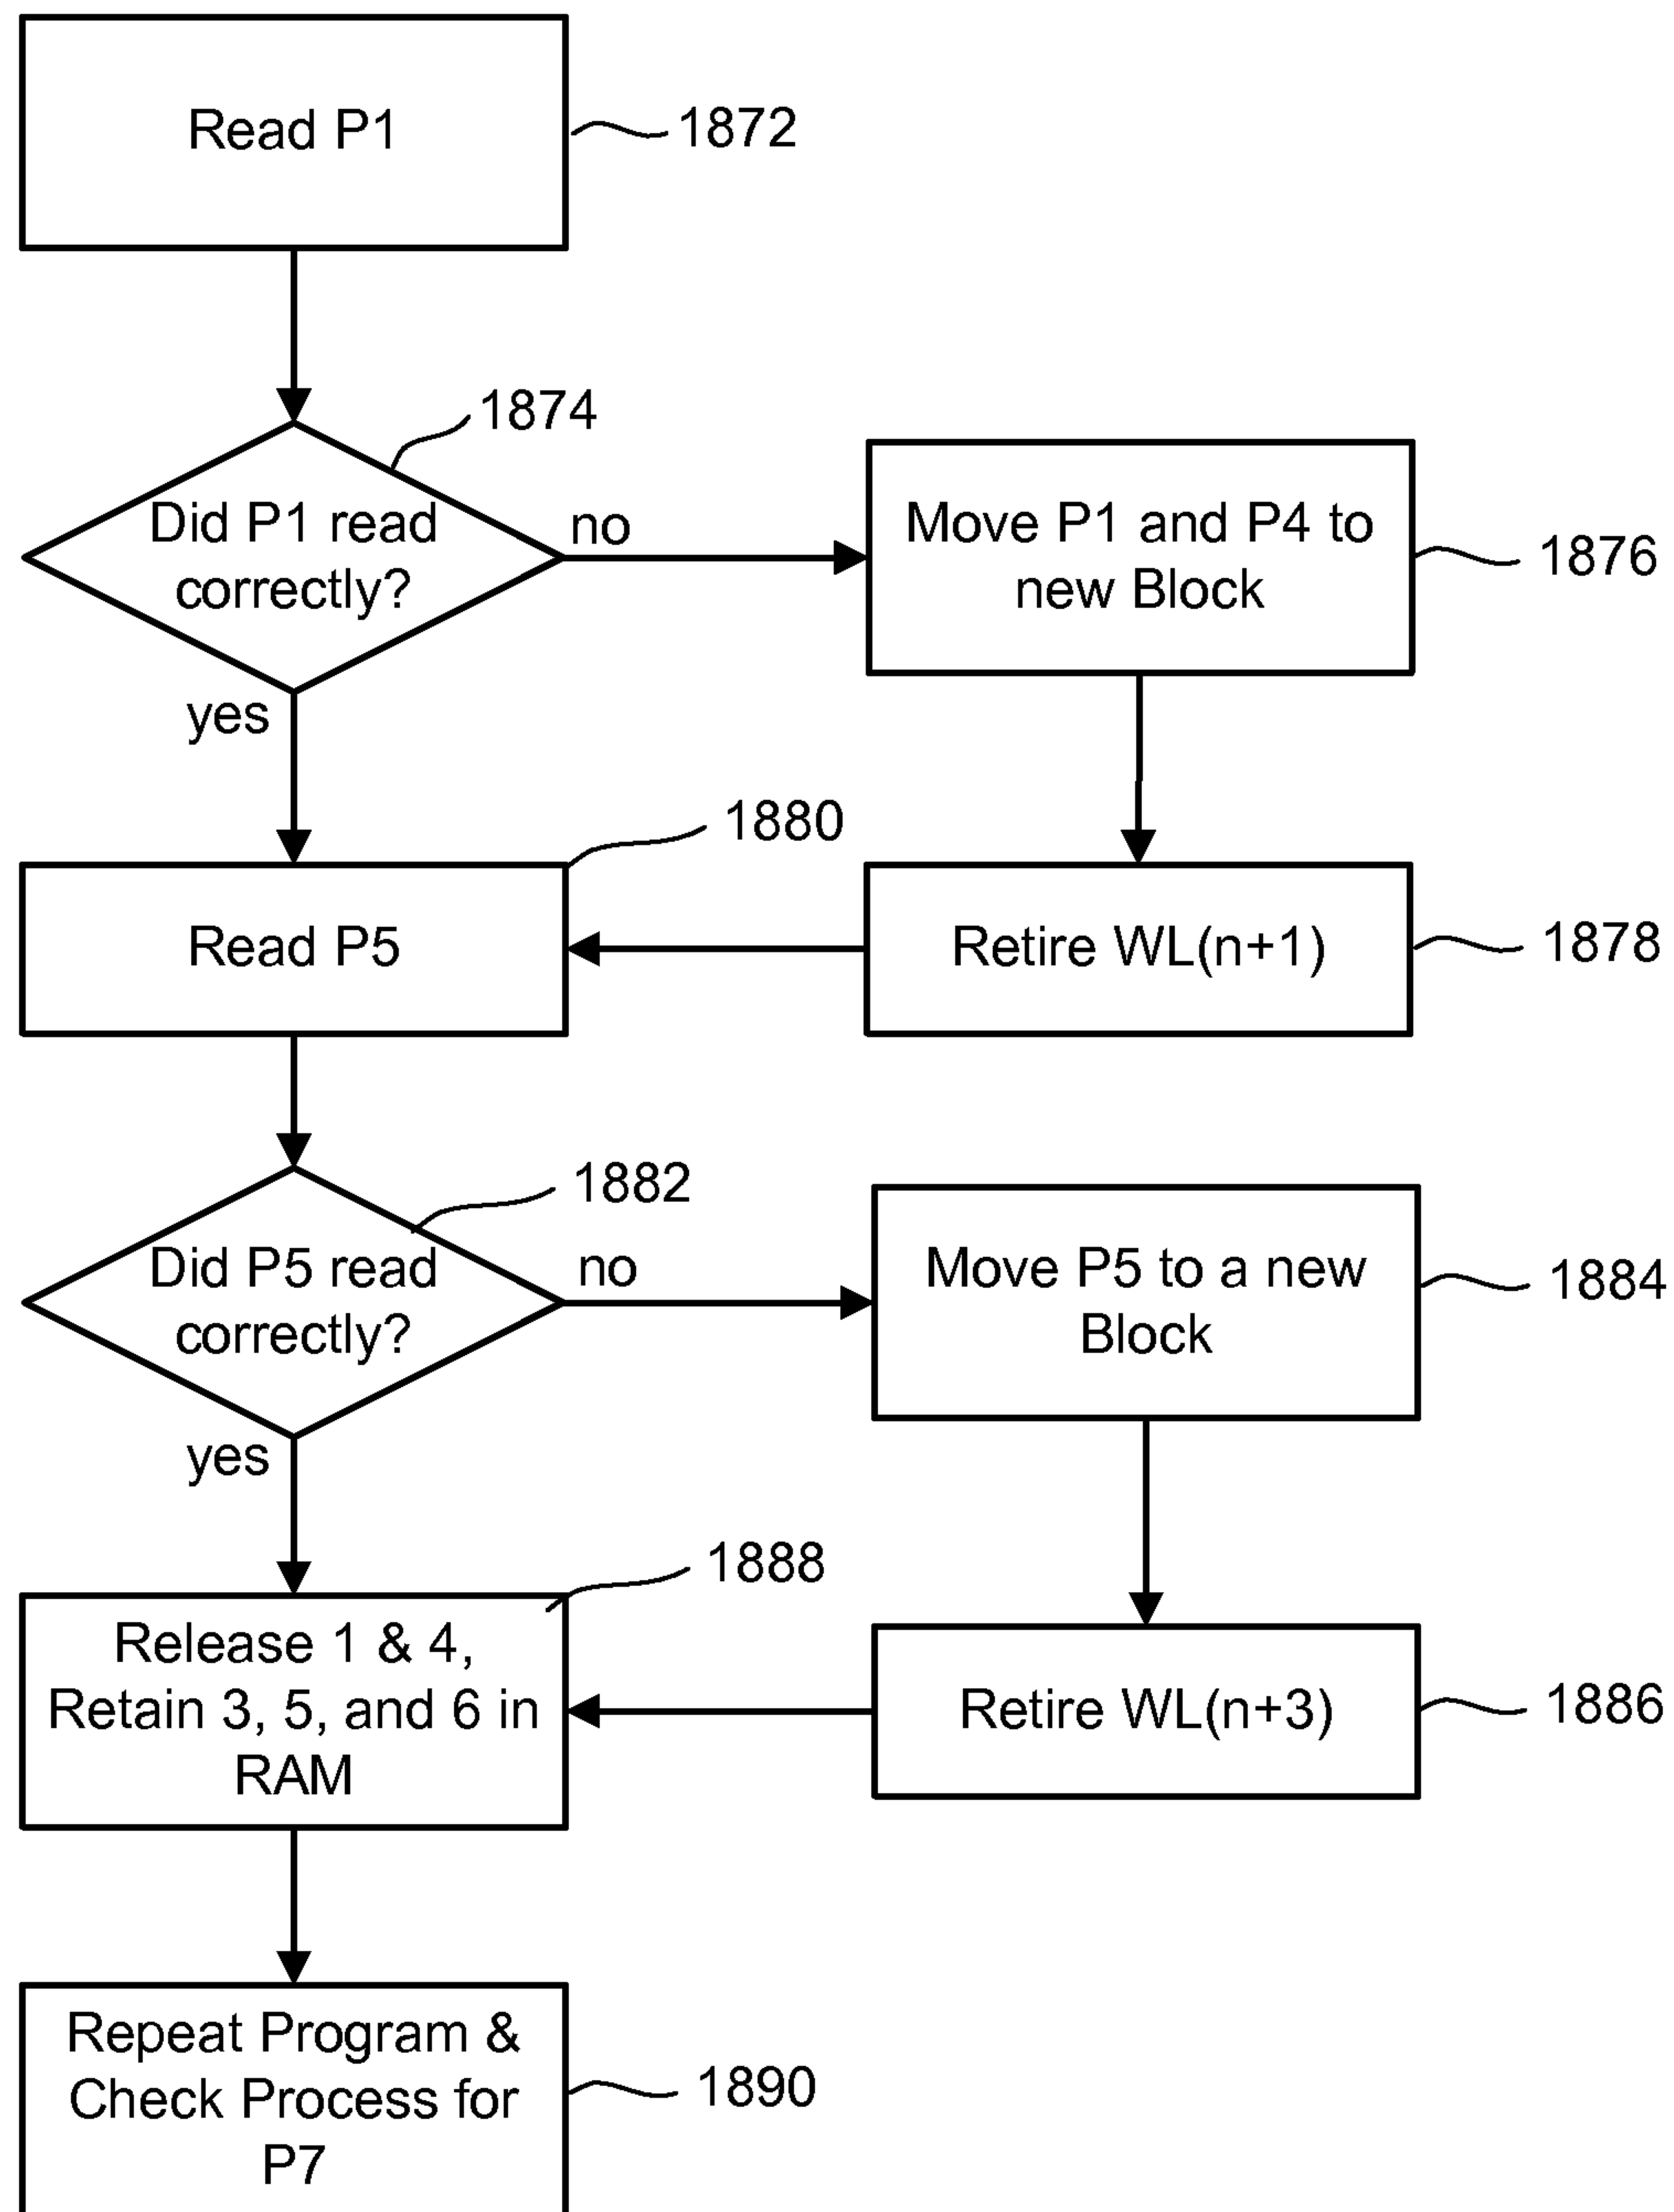 Read P1
1872
1874
Did P1 read
correctly?
no
Move P1 and P4 to
new Block
1876
yes
1880
Read P5
Retire WL(n+1)
1878
1882
Did P5 read
correctly?
no
Move P5 to a new
Block
1884
yes
1888
Release 1 & 4,
Retain 3, 5, and 6 in
RAM
Retire WL(n+3)
1886
Repeat Program &
Check Process for
P7
1890